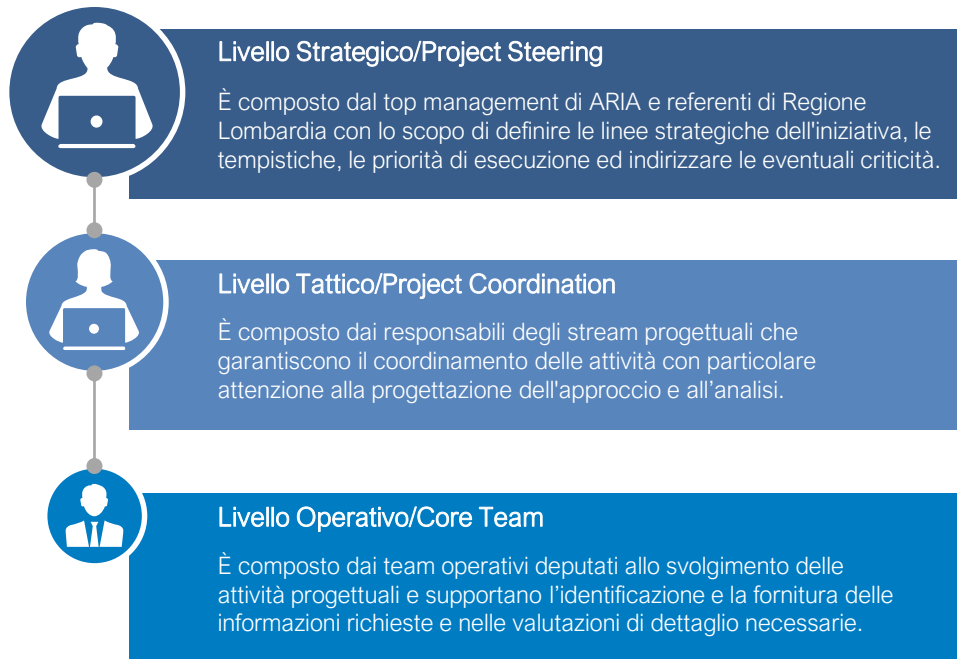 Livello Strategico/Project Steering
È composto dal top management di ARIA e referenti di Regione
Lombardia con lo scopo di definire le linee strategiche dell'iniziativa, le
tempistiche, le priorità di esecuzione ed indirizzare le eventuali criticità.
Livello Tattico/Project Coordination
È composto dai responsabili degli stream progettuali che
garantiscono il coordinamento delle attività con particolare
attenzione alla progettazione dell'approccio e all’analisi.
Livello Operativo/Core Team
È composto dai team operativi deputati allo svolgimento delle
attività progettuali e supportano l’identificazione e la fornitura delle
informazioni richieste e nelle valutazioni di dettaglio necessarie.